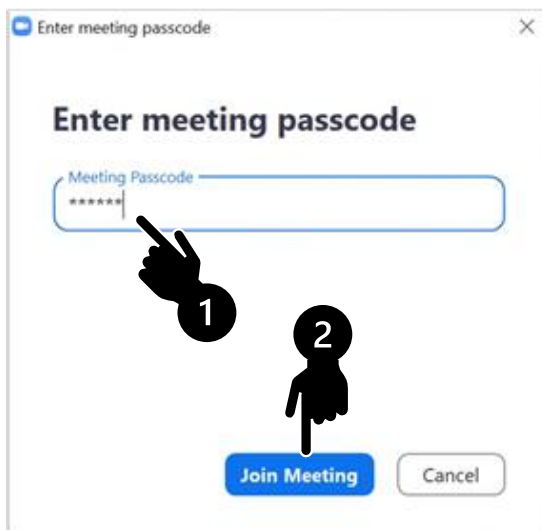 Enter meeting passcode
Enter meeting passcode
Meeting Passcode
******
1
2
Join Meeting
Cancel